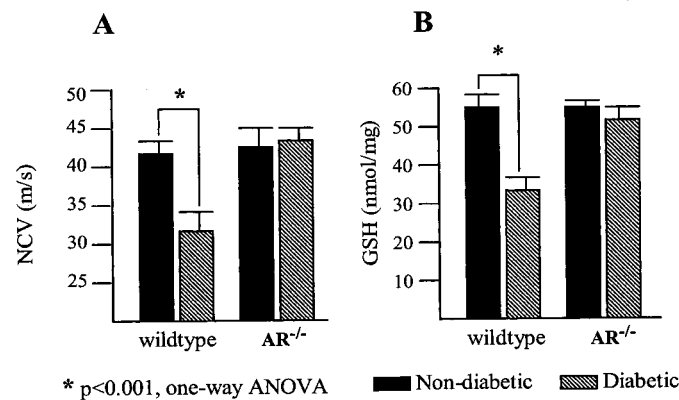 A
B
*
*
50
45
40
35
30
25
NCV (m/s)
60
50
40
30
20
10
GSH (nmol/mg)
wildtype
AR-/-
wildtype
AR-/-
* p<0.001, one-way ANOVA
Non-diabetic
Diabetic